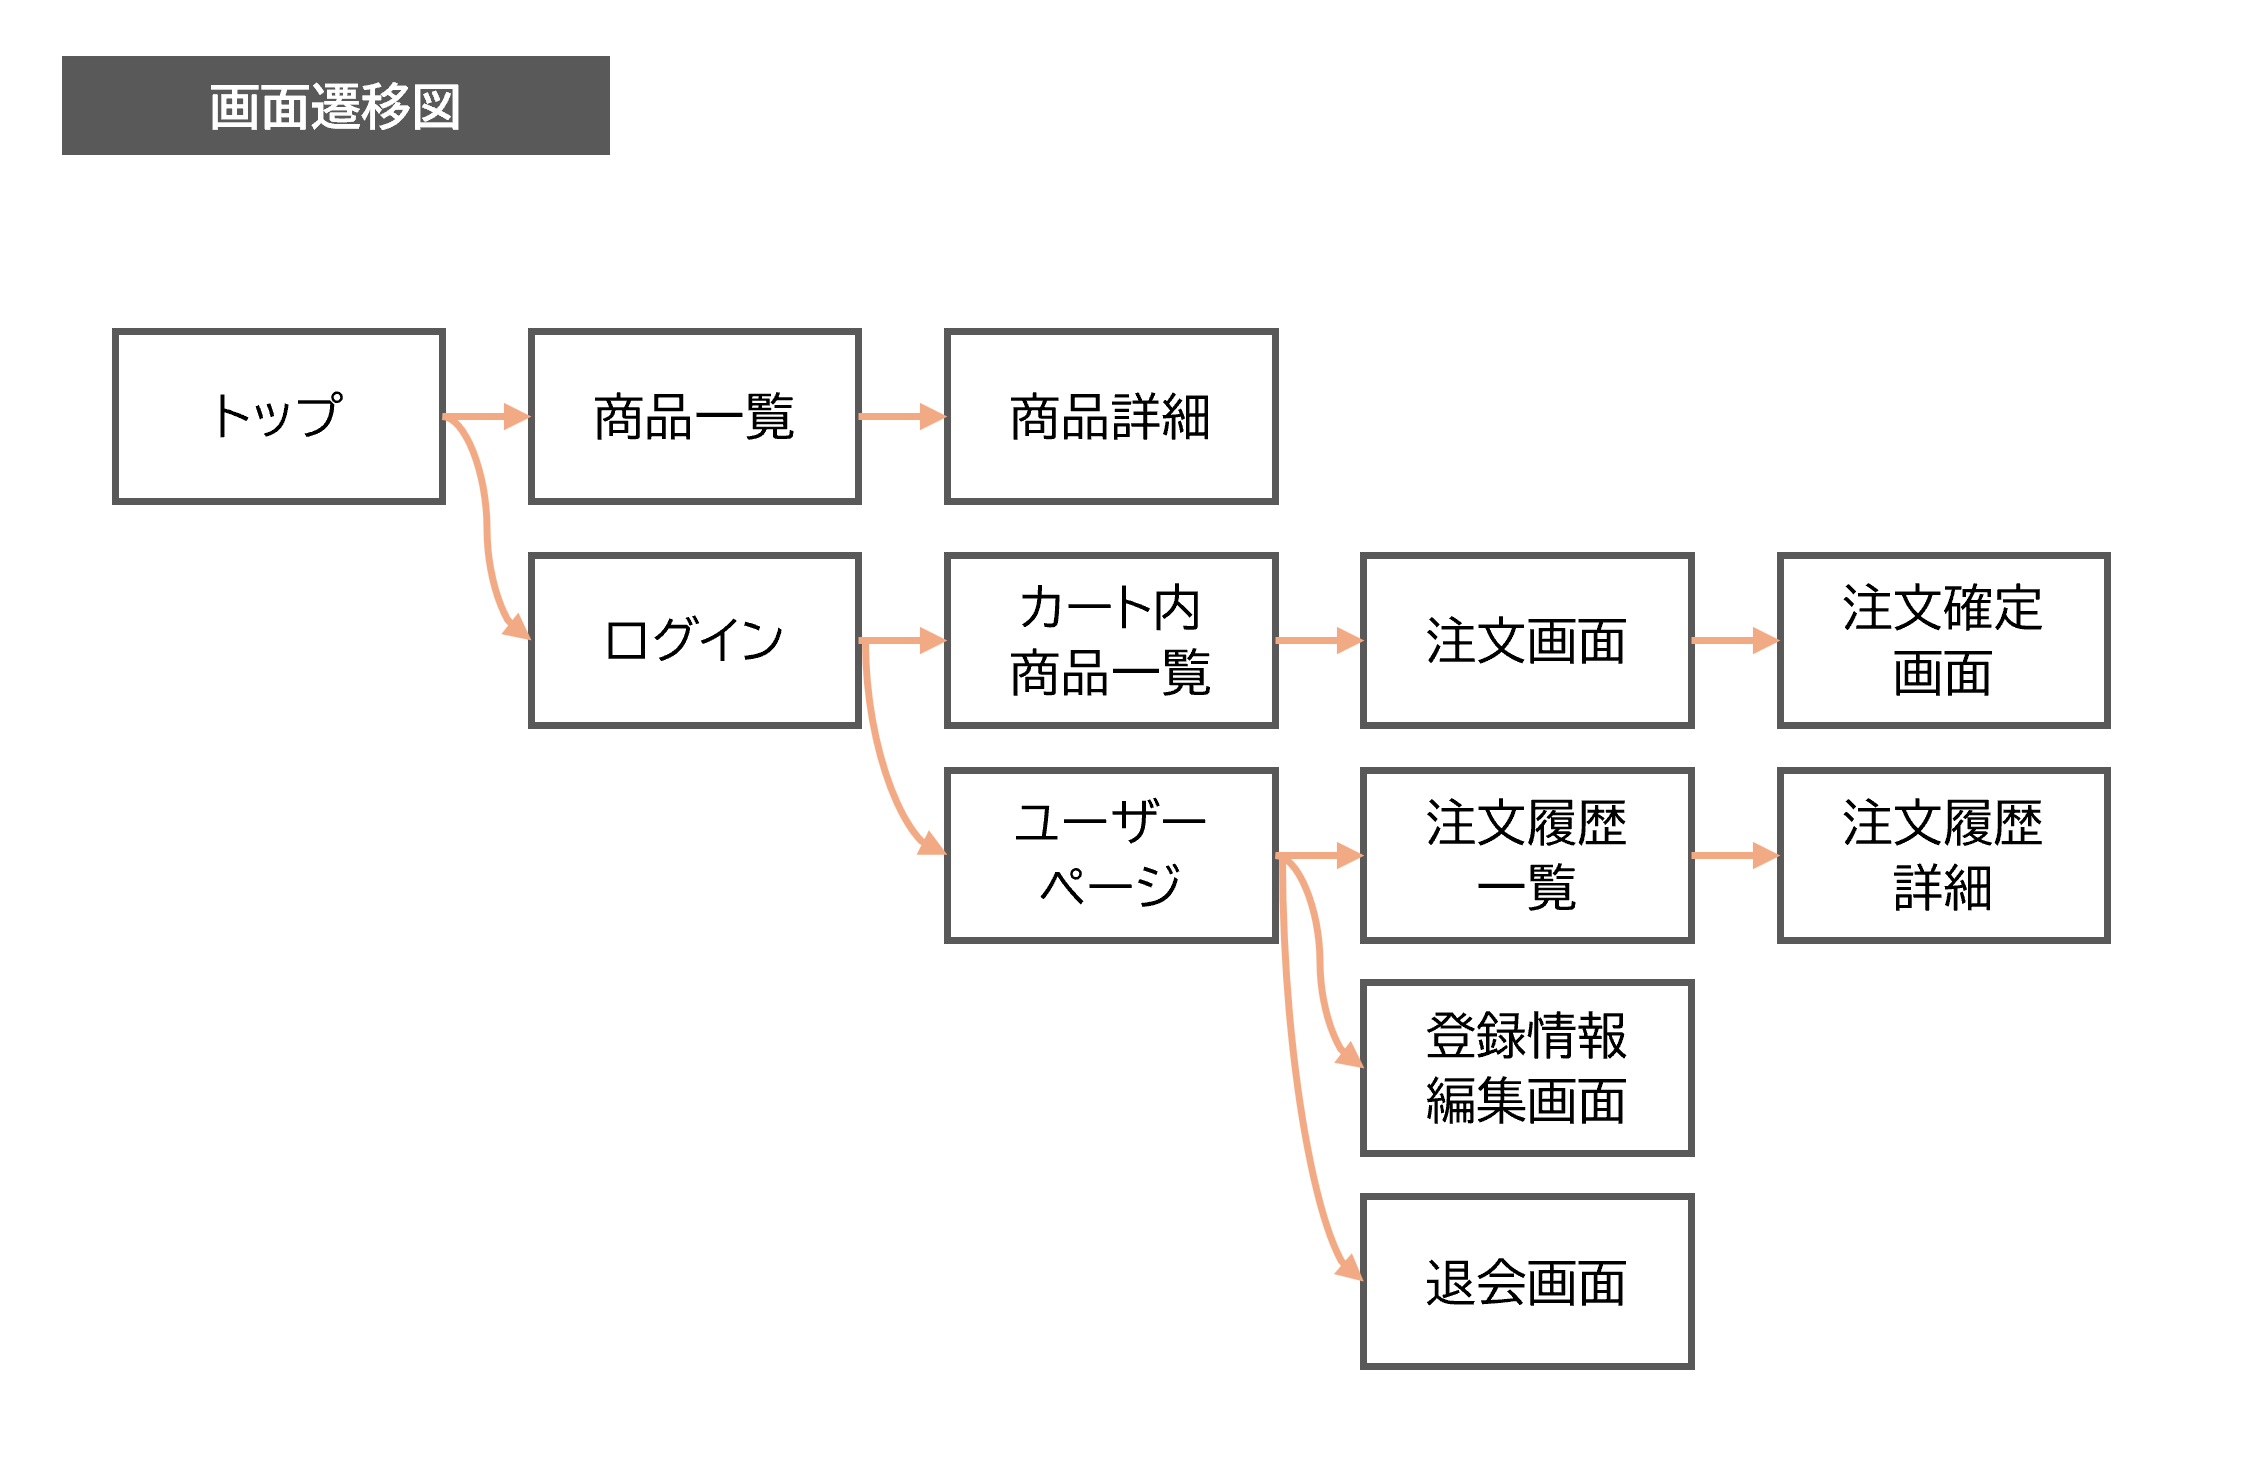 画面遷移図
トップ
商品一覧
商品詳細
ログイン
カート内
商品一覧
注文画面
注文確定
画面
ユーザー
ページ
注文履歴
一覧
注文履歴
詳細
登録情報
編集画面
退会画面